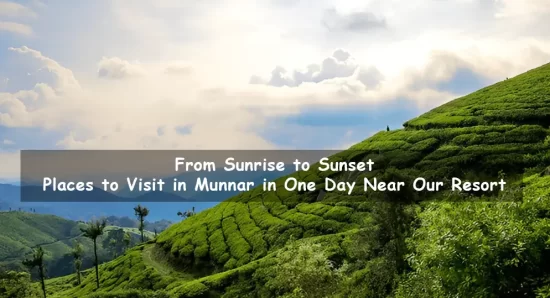 From Sunrise to Sunset
Places to Visit in Munnar in One Day Near Our Resort